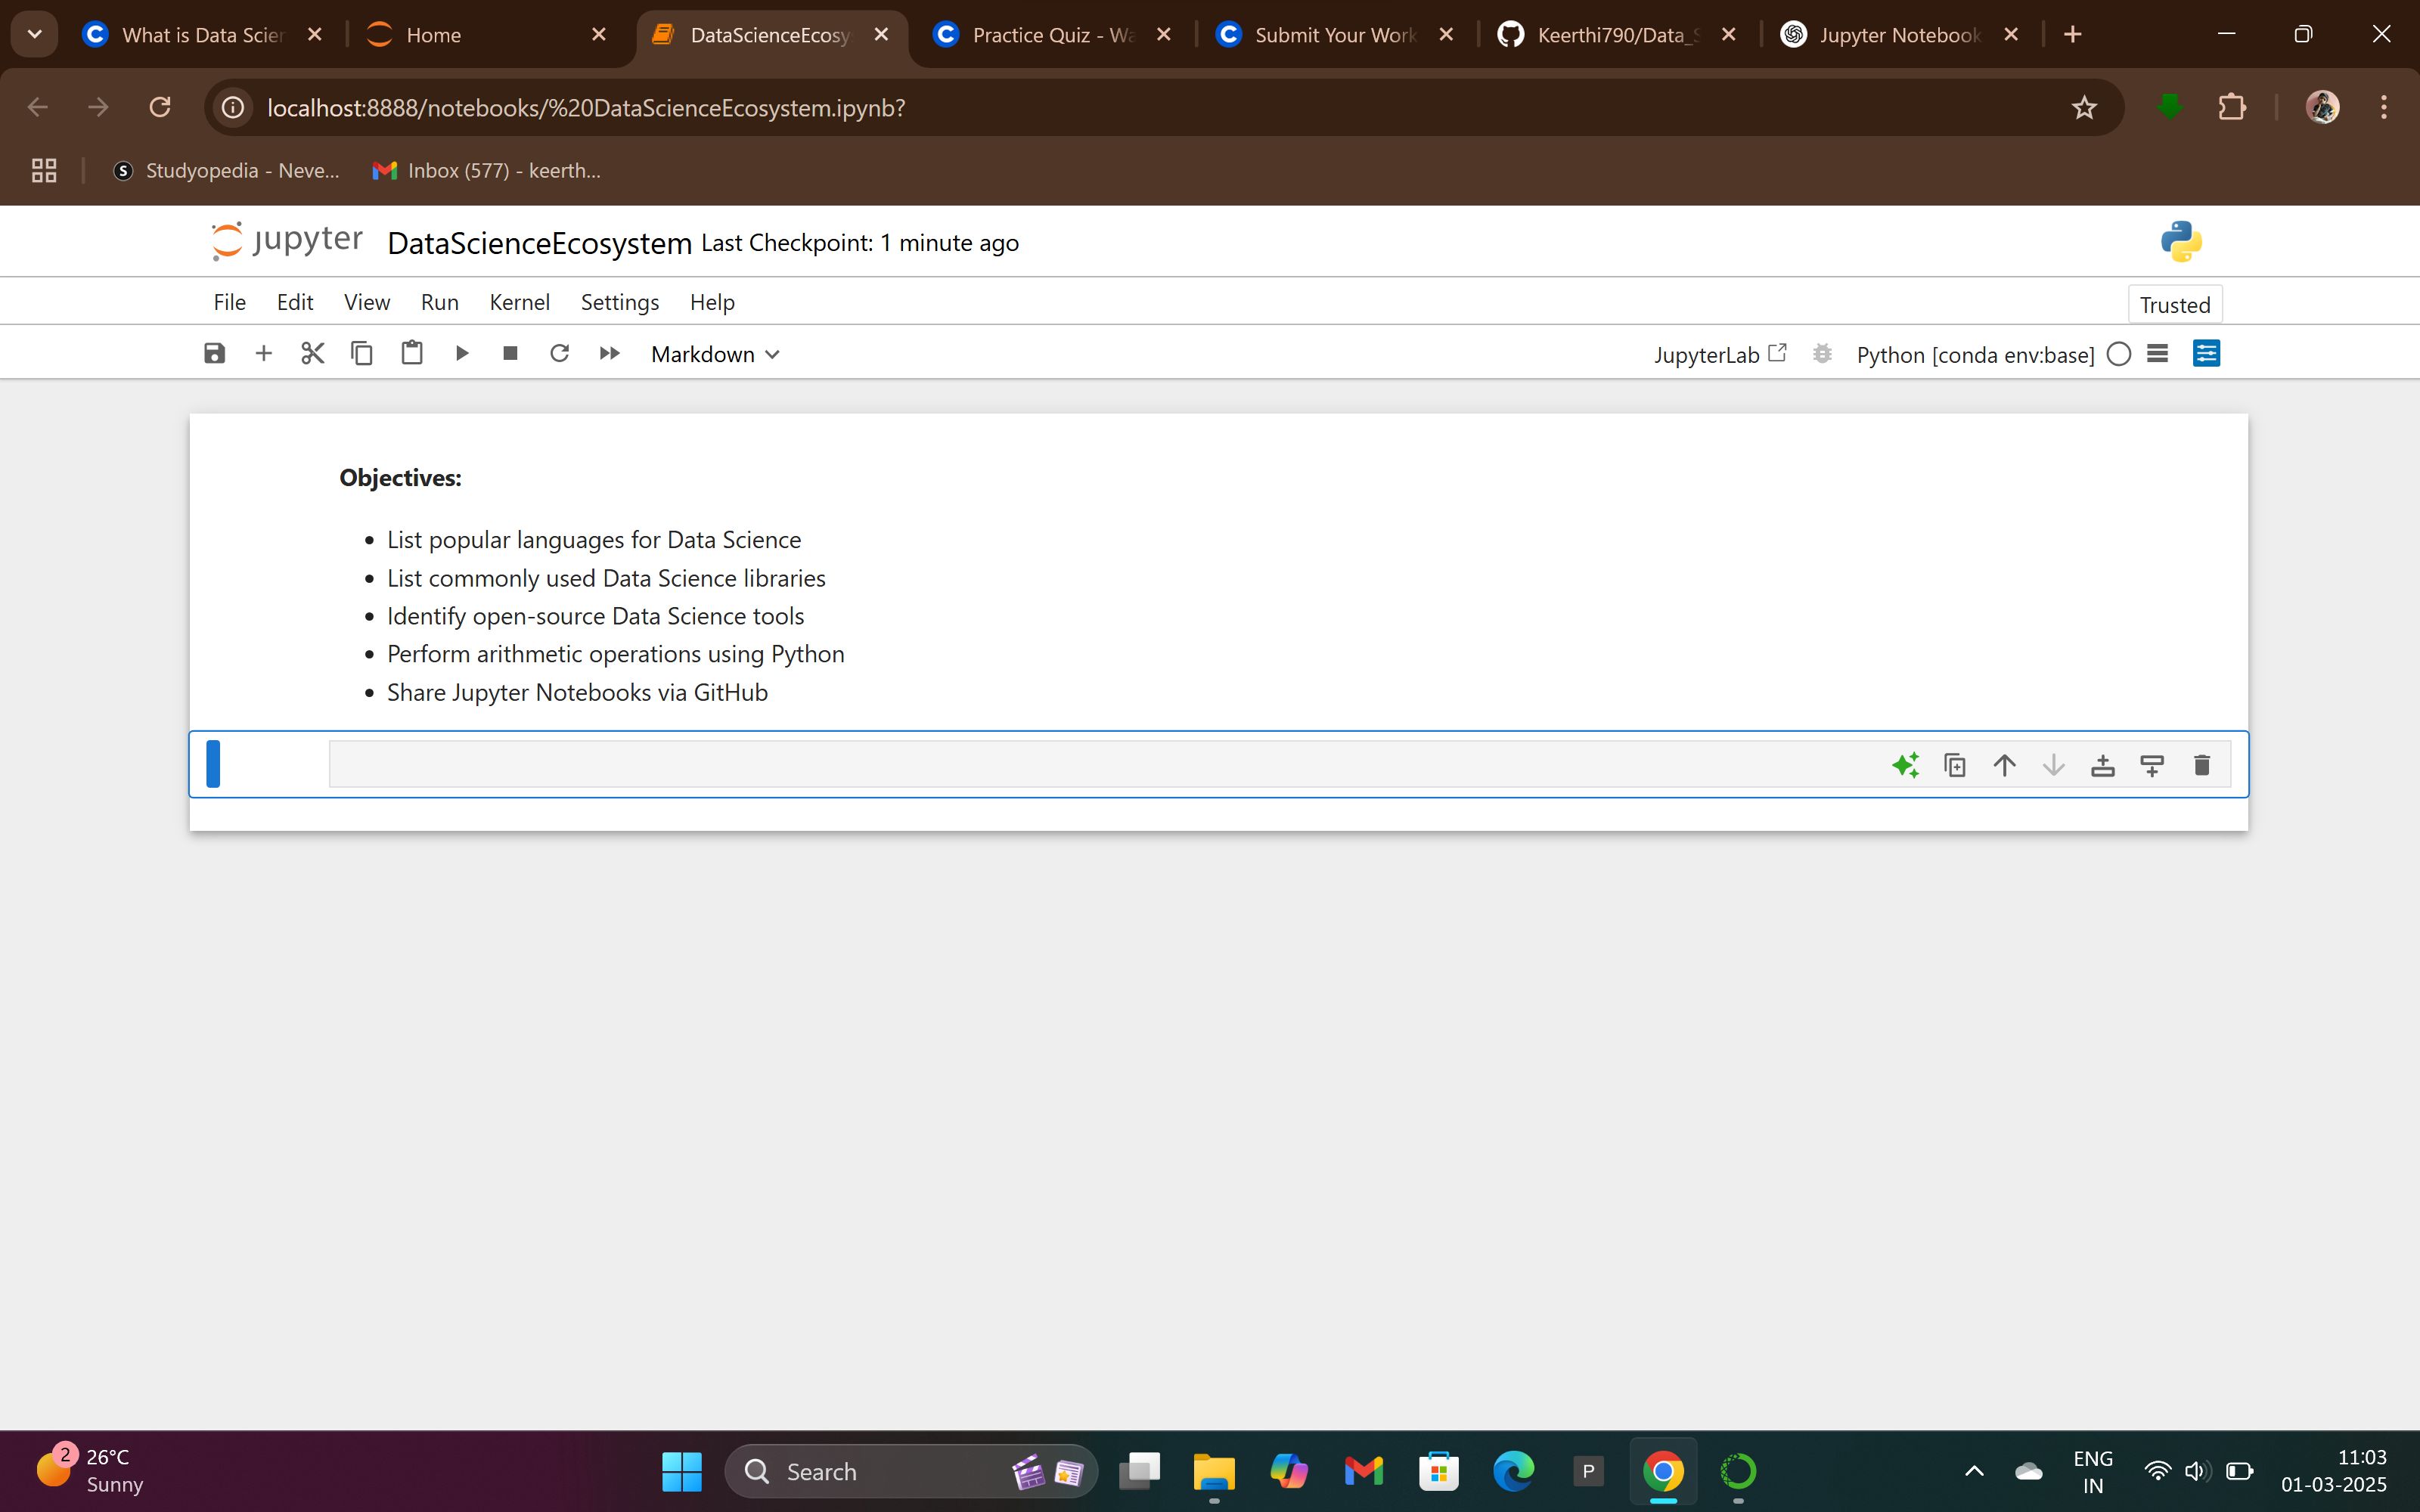 What is Data Scien
Home
DataScienceEcosy
Practice Quiz - Wa
Submit Your Work
Keerthi790/Data_S
Jupyter Notebook
localhost:8888/notebooks/%20DataScienceEcosystem.ipynb?
Studyopedia - Neve...
Inbox (577) - keerth...
jupyter DataScienceEcosystem Last Checkpoint: 1 minute ago
File Edit View Run Kernel Settings Help
Trusted
Markdown
JupyterLab
Python [conda env:base]
Objectives:
• List popular languages for Data Science
• List commonly used Data Science libraries
• Identify open-source Data Science tools
• Perform arithmetic operations using Python
• Share Jupyter Notebooks via GitHub
2
26°C
Sunny
Search
P
ENG
IN
11:03
01-03-2025